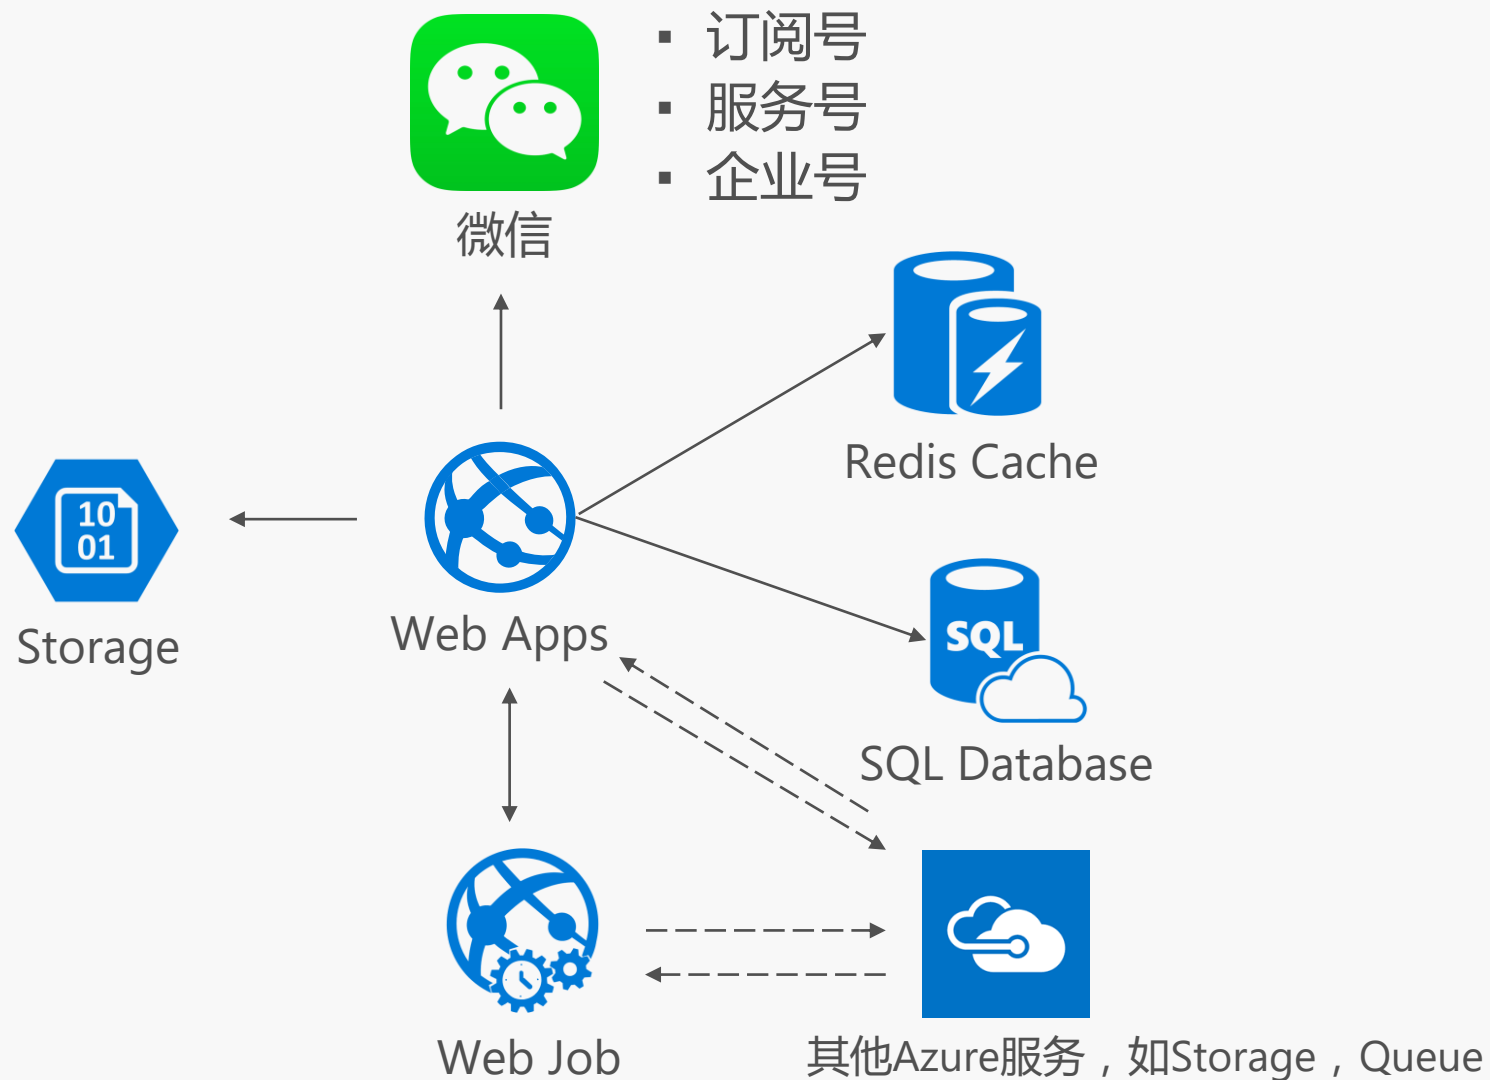 订阅号
服务号
企业号
微信
Redis Cache
10
01
Storage
Web Apps
SQL
SQL Database
Web Job
其他Azure服务，如Storage，Queue